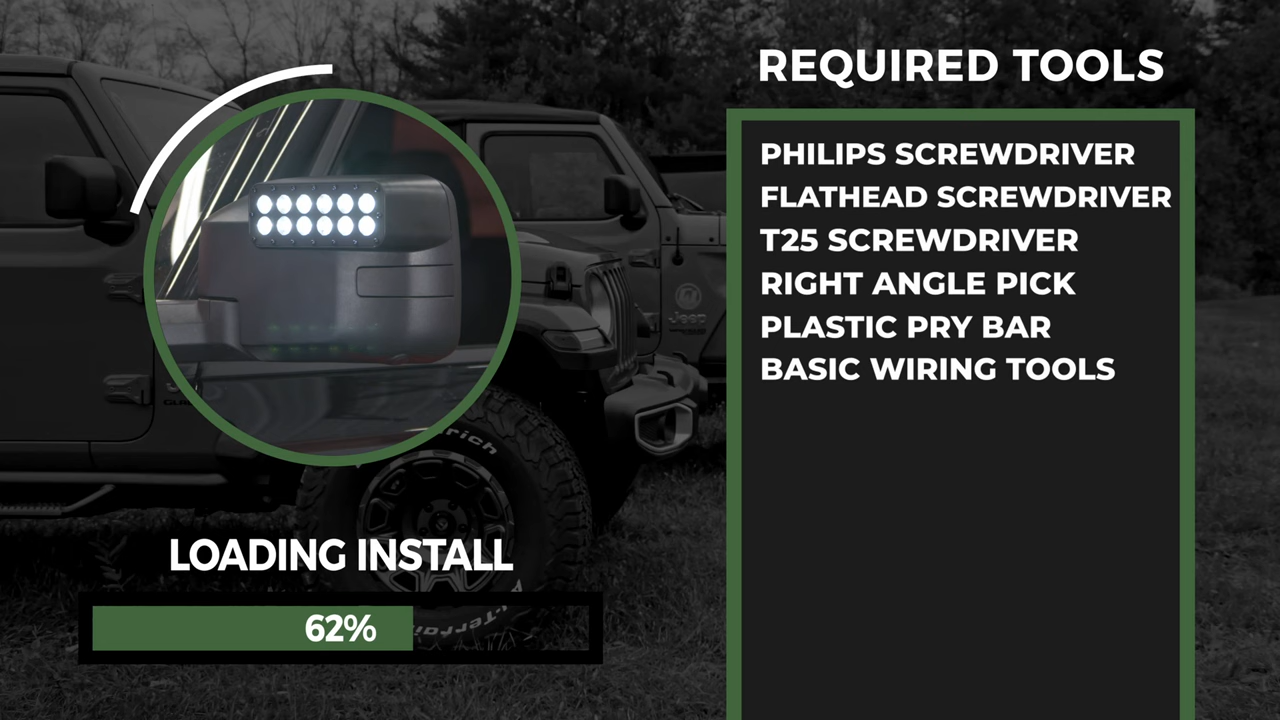 REQUIRED TOOLS
PHILIPS SCREWDRIVER
FLATHEAD SCREWDRIVER
T25 SCREWDRIVER
RIGHT ANGLE PICK
PLASTIC PRY BAR
BASIC WIRING TOOLS
Jeep
LOADING INSTALL
62%